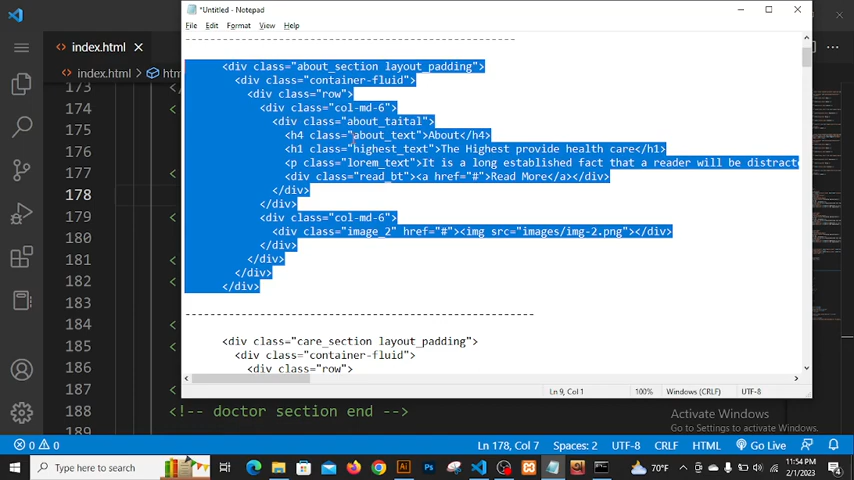 *Untitled - Notepad
File Edit Format View Help
index.html
index.html
htm
<div class="about_section layout_padding">
<div class="container-fluid">
<div class="row">
<div class="col-md-6">
<div class="about_taital">
<h4 class="about_text">About</h4>
<h1 class="highest_text">The Highest provide health care</h1>
<p class="lorem_text">It is a long established fact that a reader will be distracte
<div class="read_bt"><a href="#">Read More</a></div>
</div>
</div>
<div class="col-md-6">
<div class="image_2" href="#"><img src="images/img-2.png"></div>
</div>
</div>
</div>
</div>
-------------------------------------------------------
<div class="care_section layout_padding">
<div class="container-fluid">
<div class="row">
Ln 9, Col 1 100% Windows (CRLF) UTF-8
173 </
174 <
175
176
177 <
178
179 <
180
181 <
182
183
184 <
185 <
186
187 <
188 <!-- doctor section end -->
189
Activate Windows
Go to Settings to activate Windows.
0 0 Ln 178, Col 7 Spaces: 2 UTF-8 CRLF HTML Go Live
Type here to search
70°F
11:54 PM
2/1/2023
4